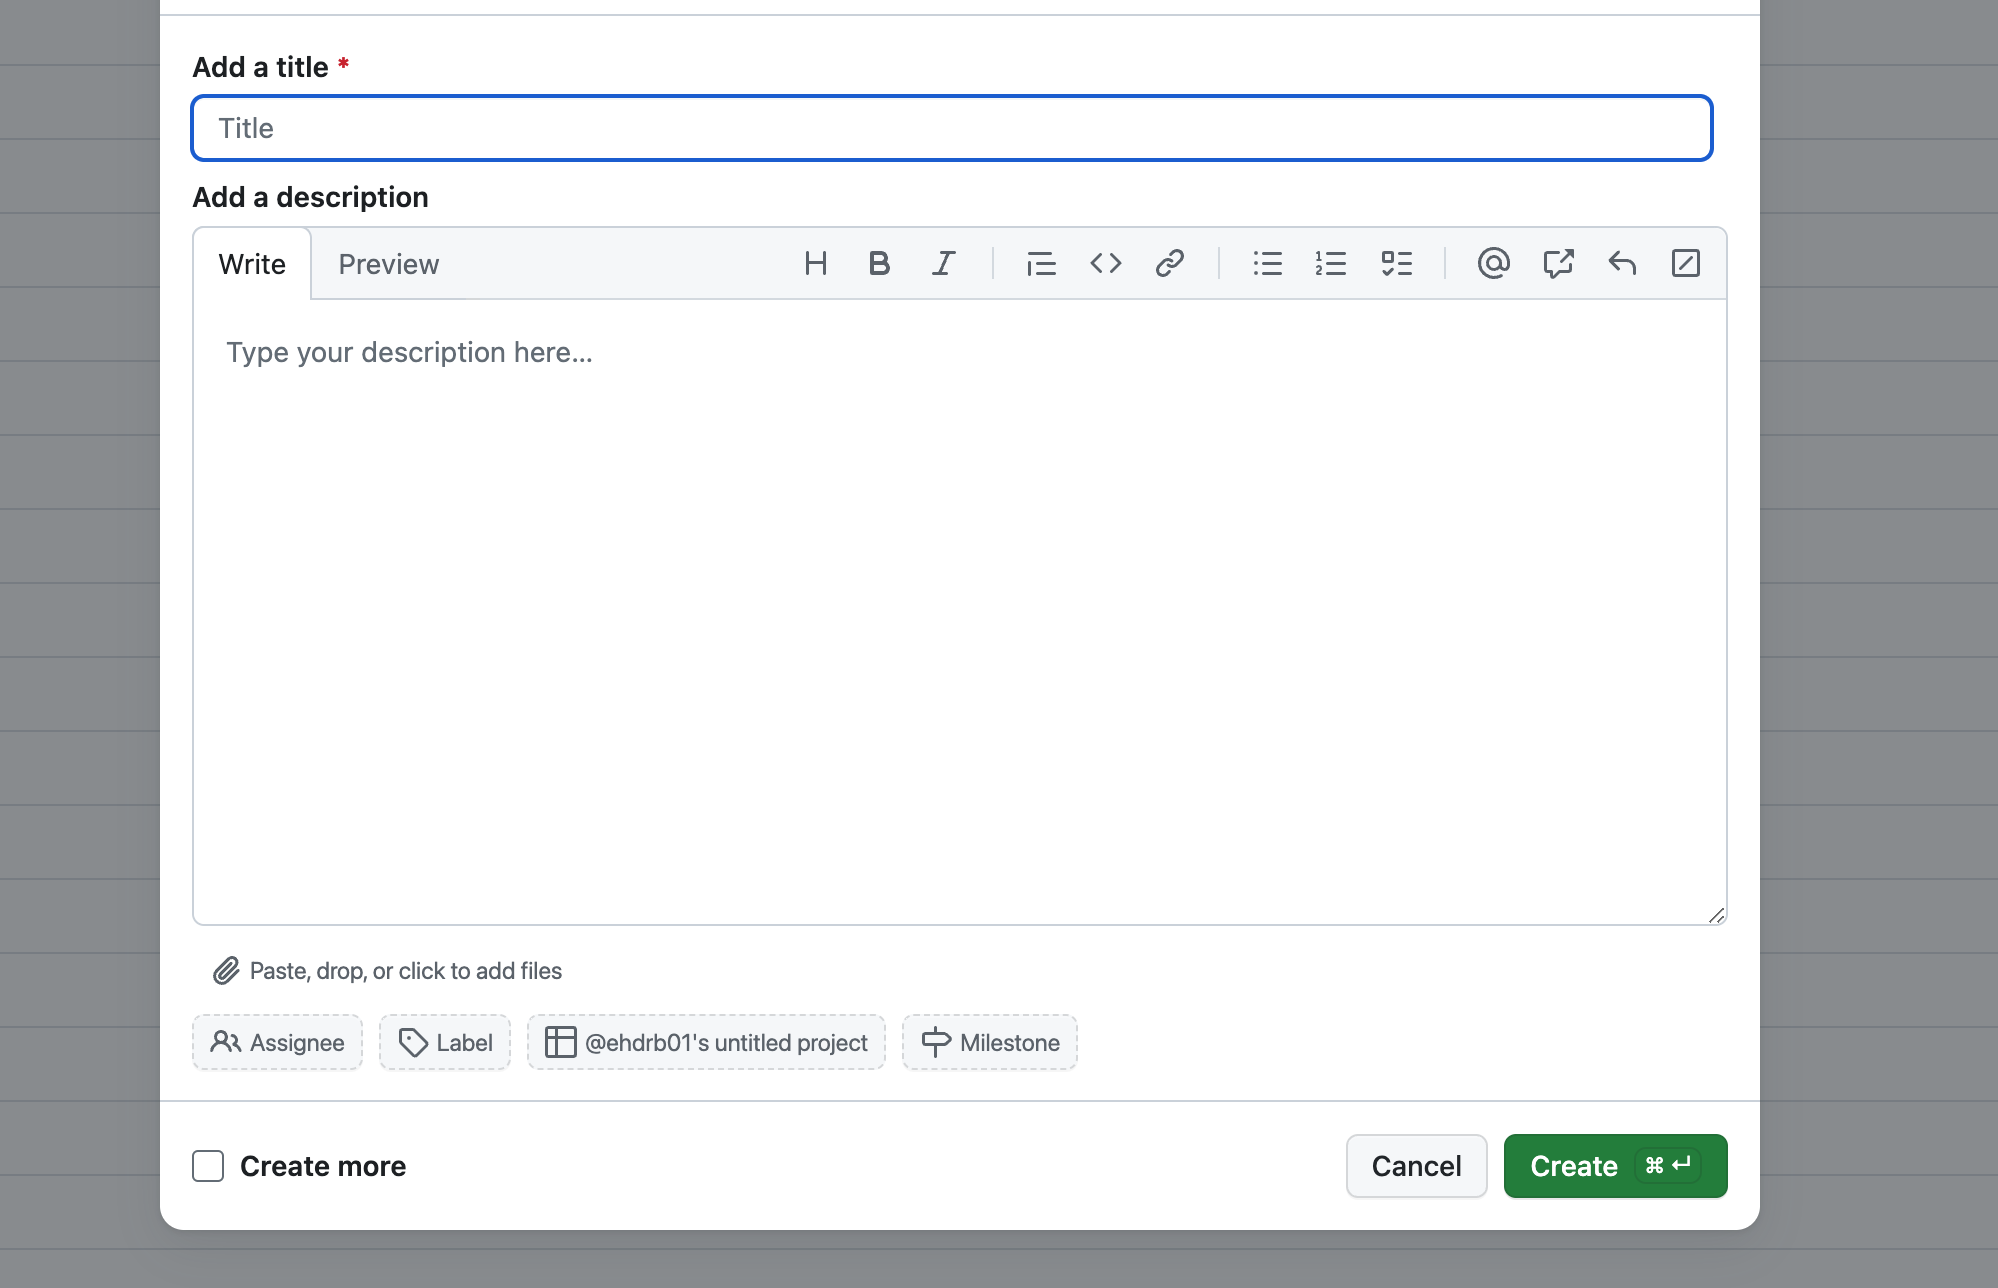 Add a title *
Title
Add a description
Write Preview
Type your description here...
Paste, drop, or click to add files
Assignee Label @ehdrb01's untitled project Milestone
Create more Cancel Create ⌘ ↵